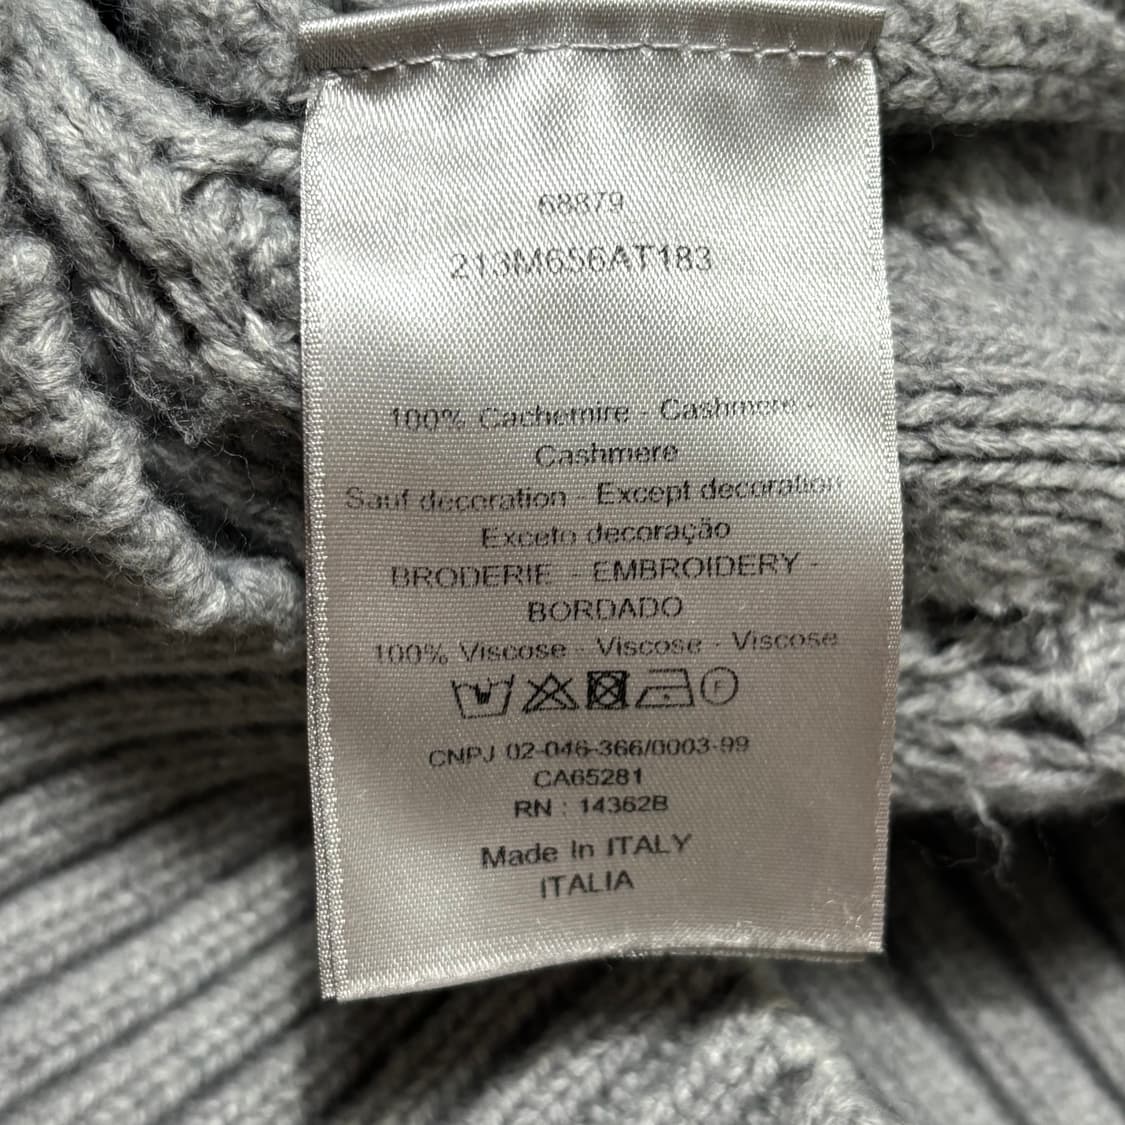 68879
213M656AT183
100% Cachemire - Cashmere -
Cashmere
Sauf decoration - Except decoration
Exceto decoração
BRODERIE - EMBROIDERY -
BORDADO
100% Viscose - Viscose - Viscose
F
CNPJ 02-046-366/0003-99
CA65281
RN : 14362B
Made In ITALY
ITALIA